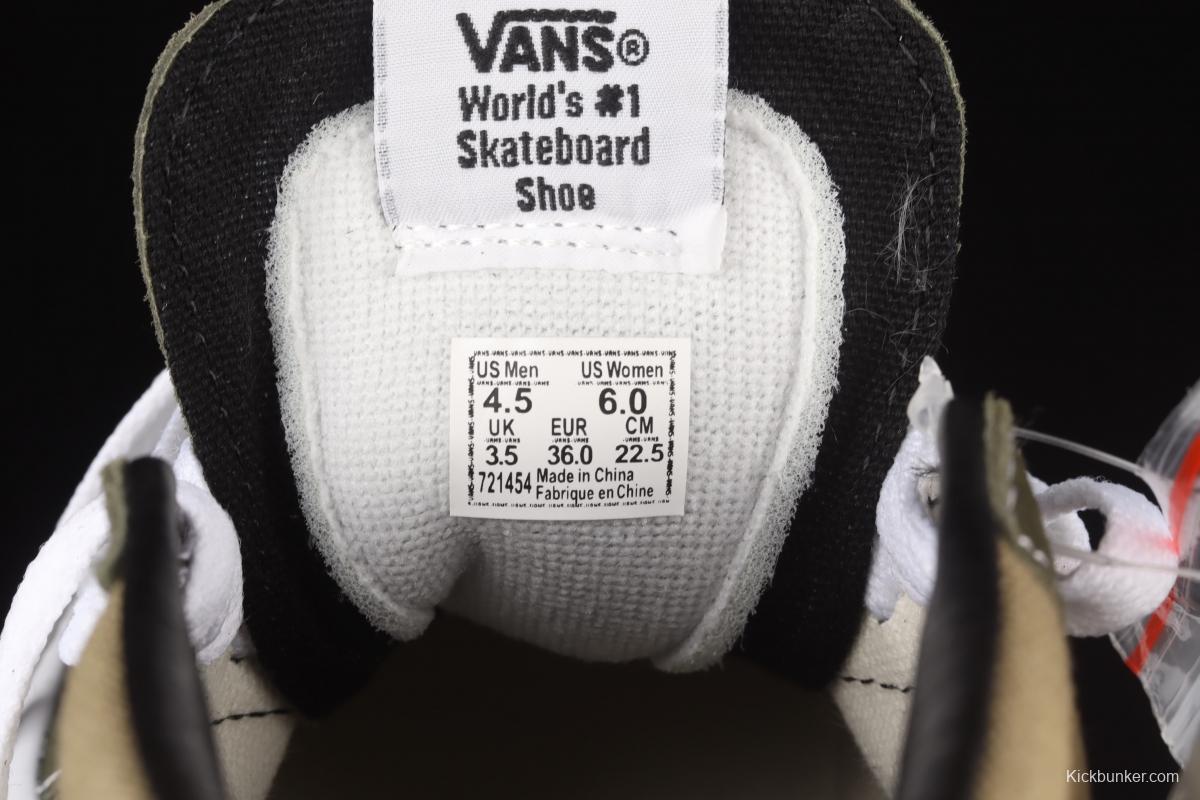 VANS®
World's #1
Skateboard
Shoe
US Men US Women
4.5 6.0
UK EUR CM
3.5 36.0 22.5
721454 Made in China
Fabrique en Chine
Kickbunker.com